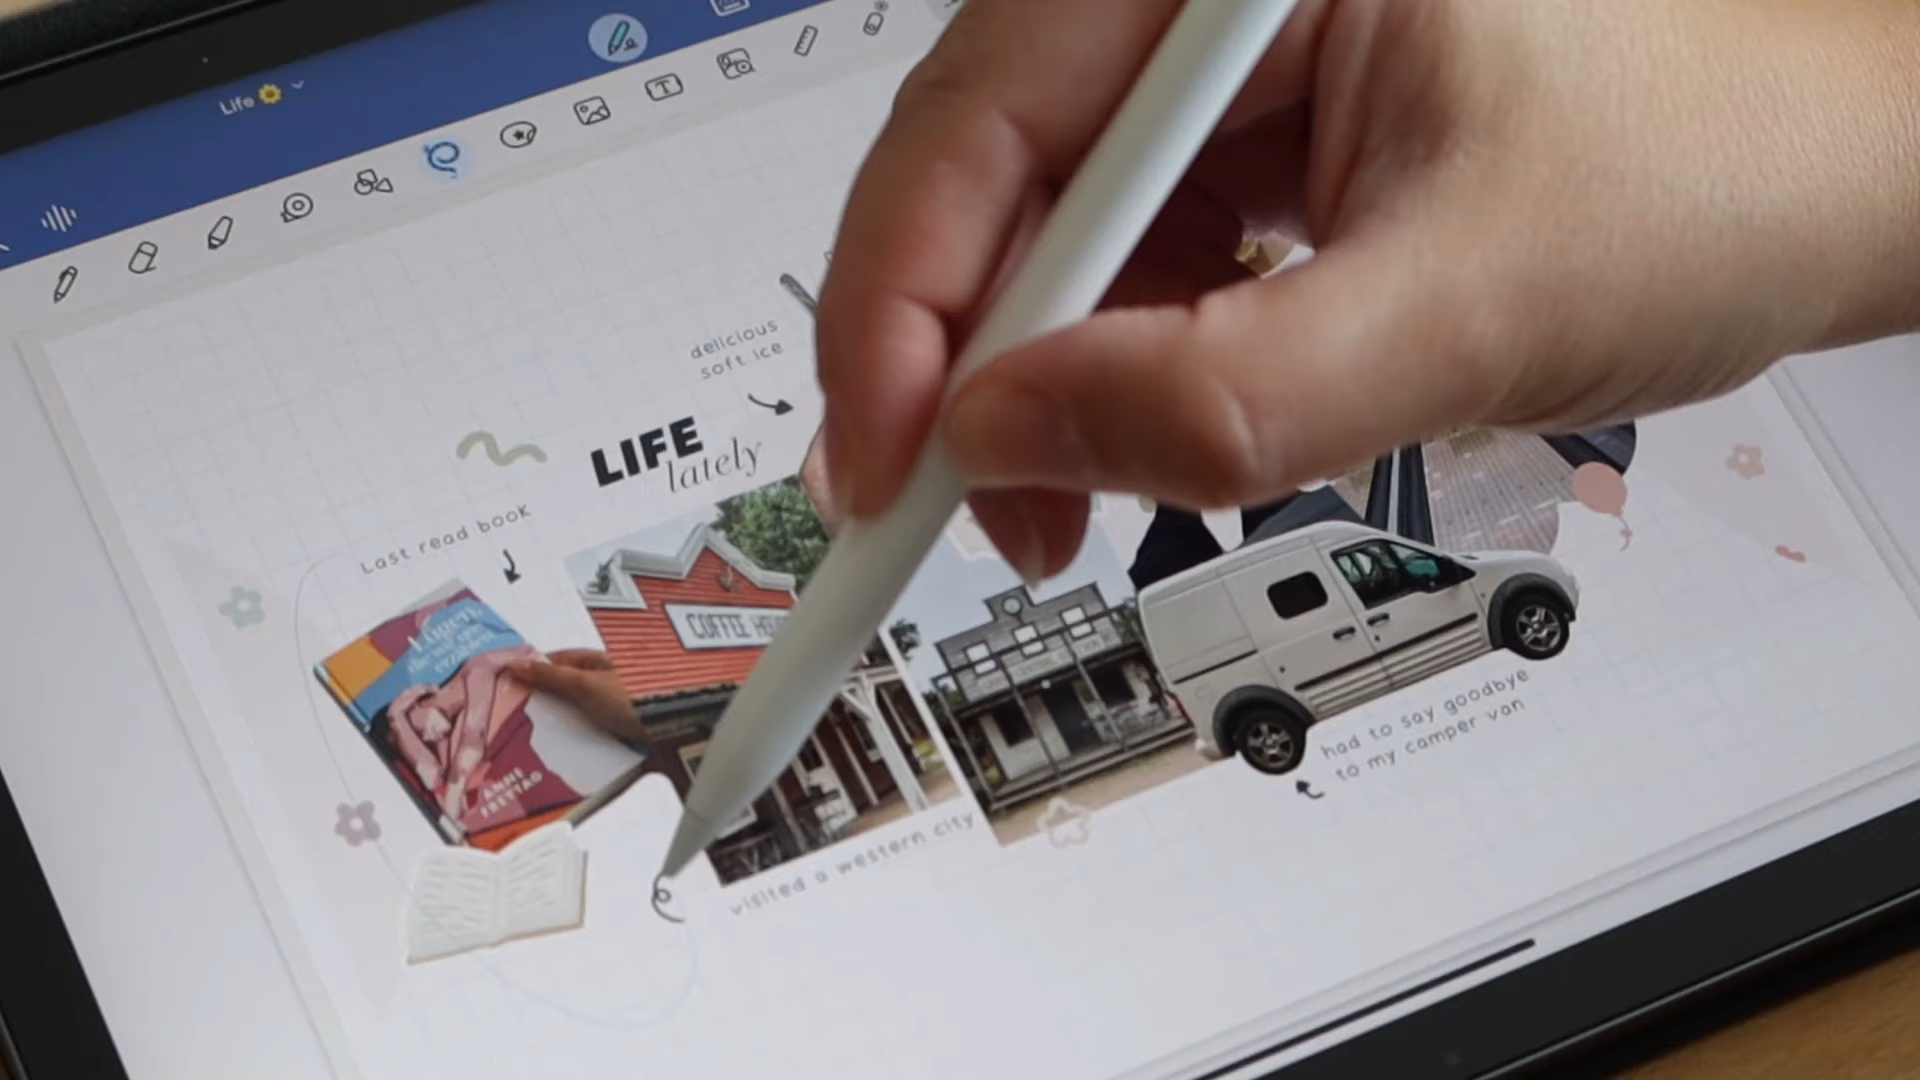 Life
delicious
soft ice
LIFE
lately
Last read book
COFFEE
ANNE
FREYTAG
visited a western city
had to say goodbye
to my camper van